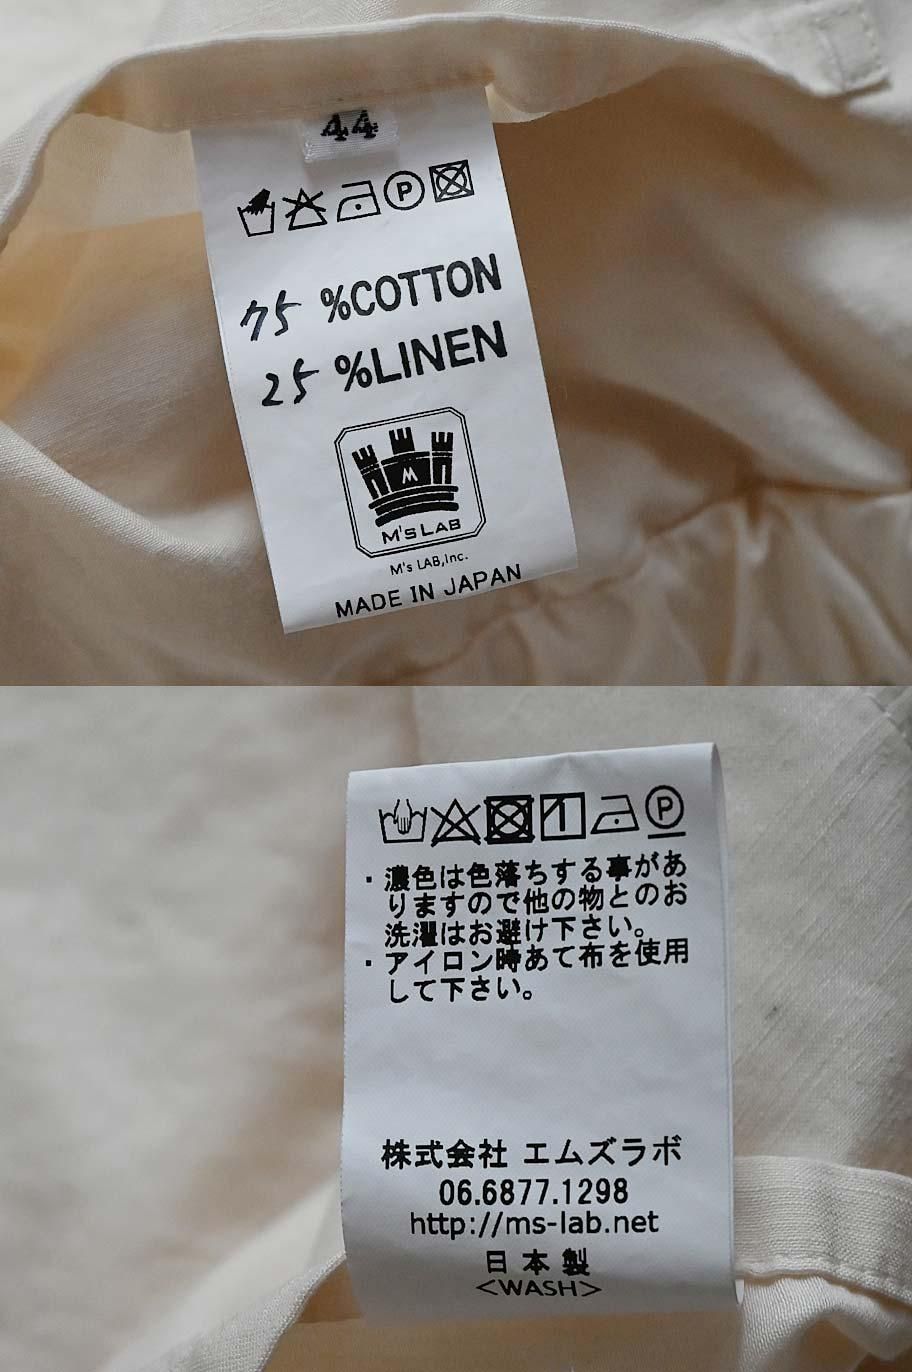 44
P
75 %COTTON
25 %LINEN
M
M'S LAB
M's LAB,Inc.
MADE IN JAPAN
P
・濃色は色落ちする事があ
りますので他の物とのお
洗濯はお避け下さい。
・アイロン時あて布を使用
して下さい。
株式会社 エムズラボ
06.6877.1298
http://ms-lab.net
日本製
<WASH>